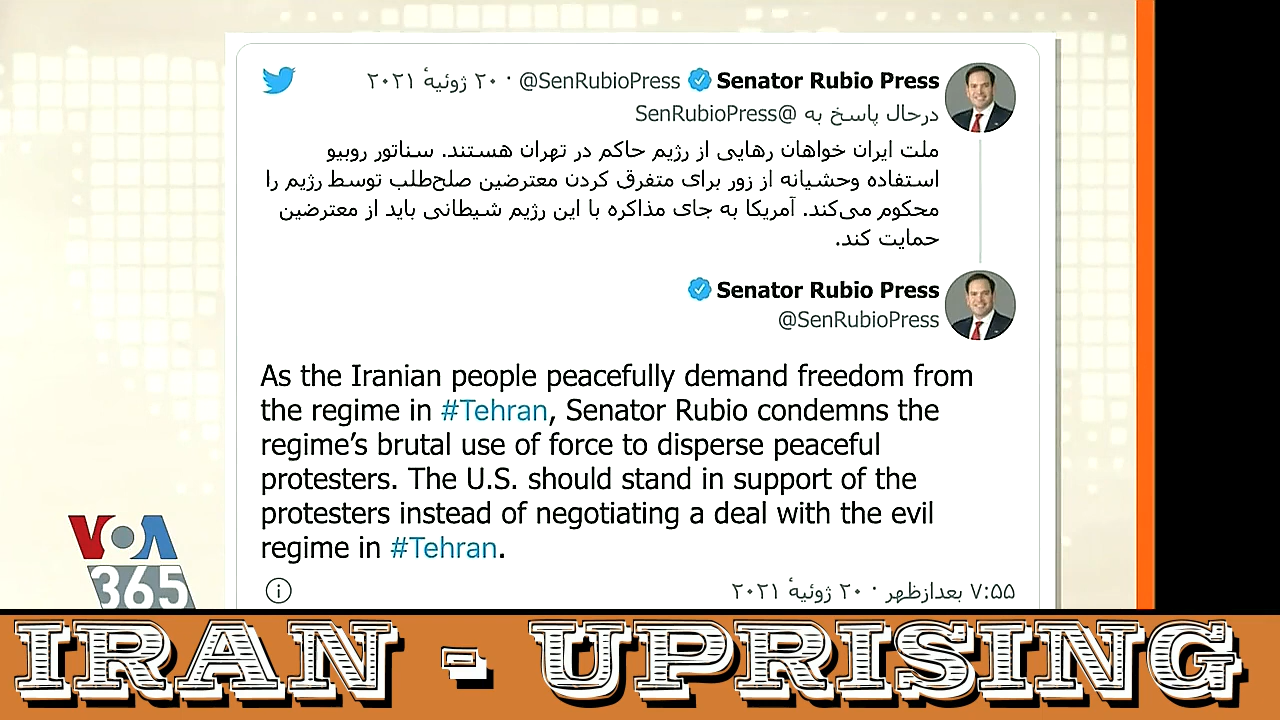 Senator Rubio Press @SenRubioPress · ۲۰ ژوئیهٔ ۲۰۲۱
درحال پاسخ به @SenRubioPress
ملت ایران خواهان رهایی از رژیم حاکم در تهران هستند. سناتور روبیو
استفاده وحشیانه از زور برای متفرق کردن معترضین صلح‌طلب توسط رژیم را
محکوم می‌کند. آمریکا به جای مذاکره با این رژیم شیطانی باید از معترضین
حمایت کند.
Senator Rubio Press
@SenRubioPress
As the Iranian people peacefully demand freedom from
the regime in #Tehran, Senator Rubio condemns the
regime’s brutal use of force to disperse peaceful
protesters. The U.S. should stand in support of the
protesters instead of negotiating a deal with the evil
regime in #Tehran.
۷:۵۵ بعدازظهر · ۲۰ ژوئیهٔ ۲۰۲۱
VOA
365
IRAN - UPRISING